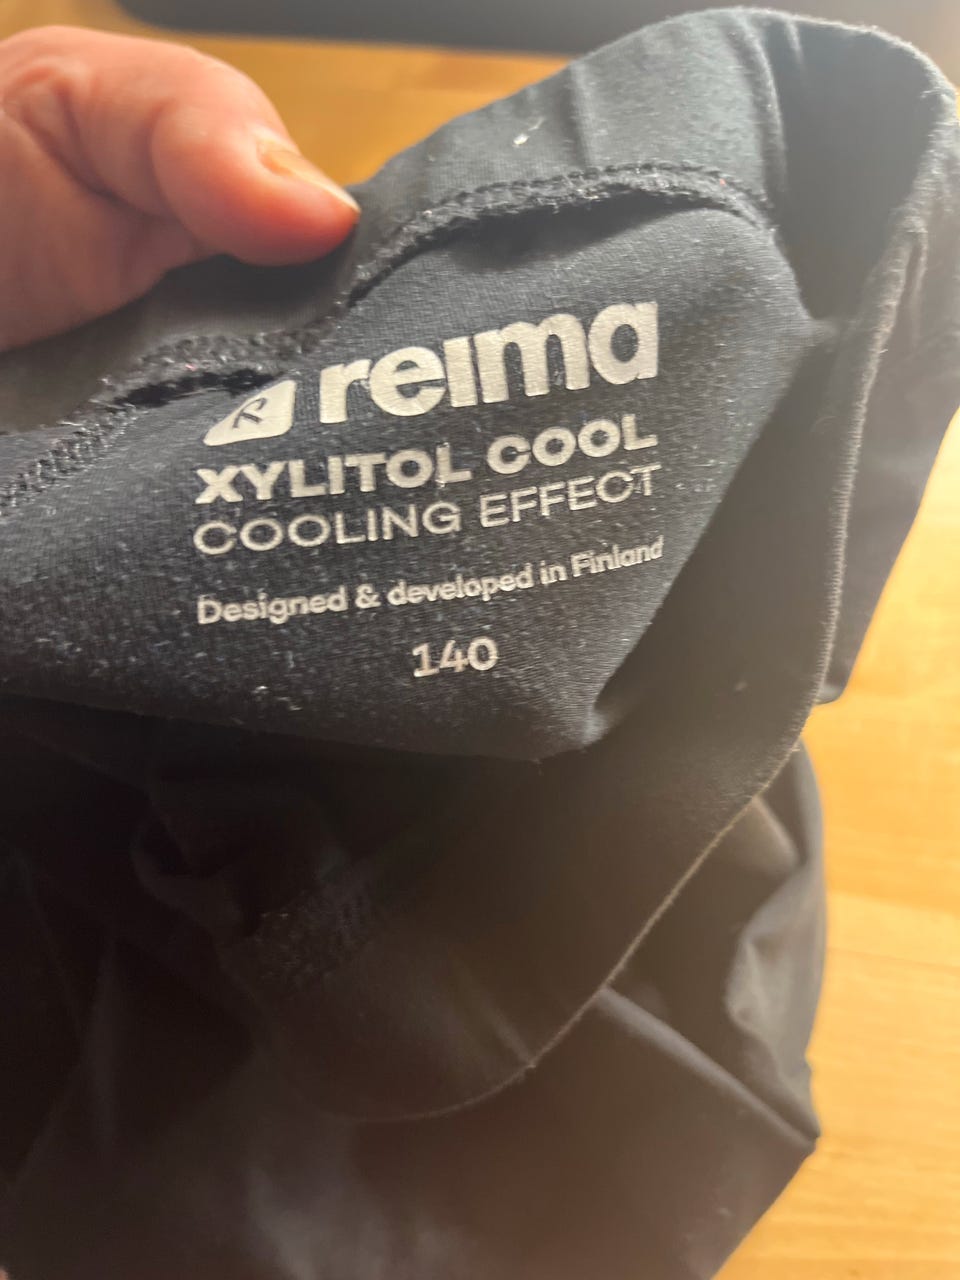 reima
XYLITOL COOL
COOLING EFFECT
Designed & developed in Finland
140